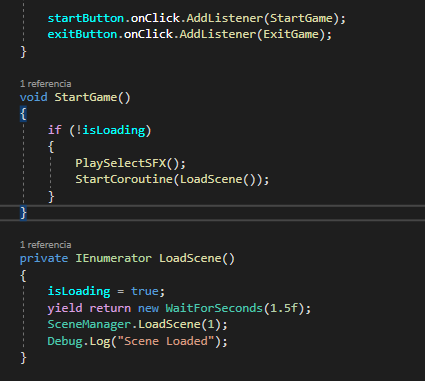 startButton.onClick.AddListener(StartGame);
exitButton.onClick.AddListener(ExitGame);
}
1 referencia
void StartGame()
{
if (!isLoading)
{
PlaySelectSFX();
StartCoroutine(LoadScene());
}
}
1 referencia
private IEnumerator LoadScene()
{
isLoading = true;
yield return new WaitForSeconds(1.5f);
SceneManager.LoadScene(1);
Debug.Log("Scene Loaded");
}